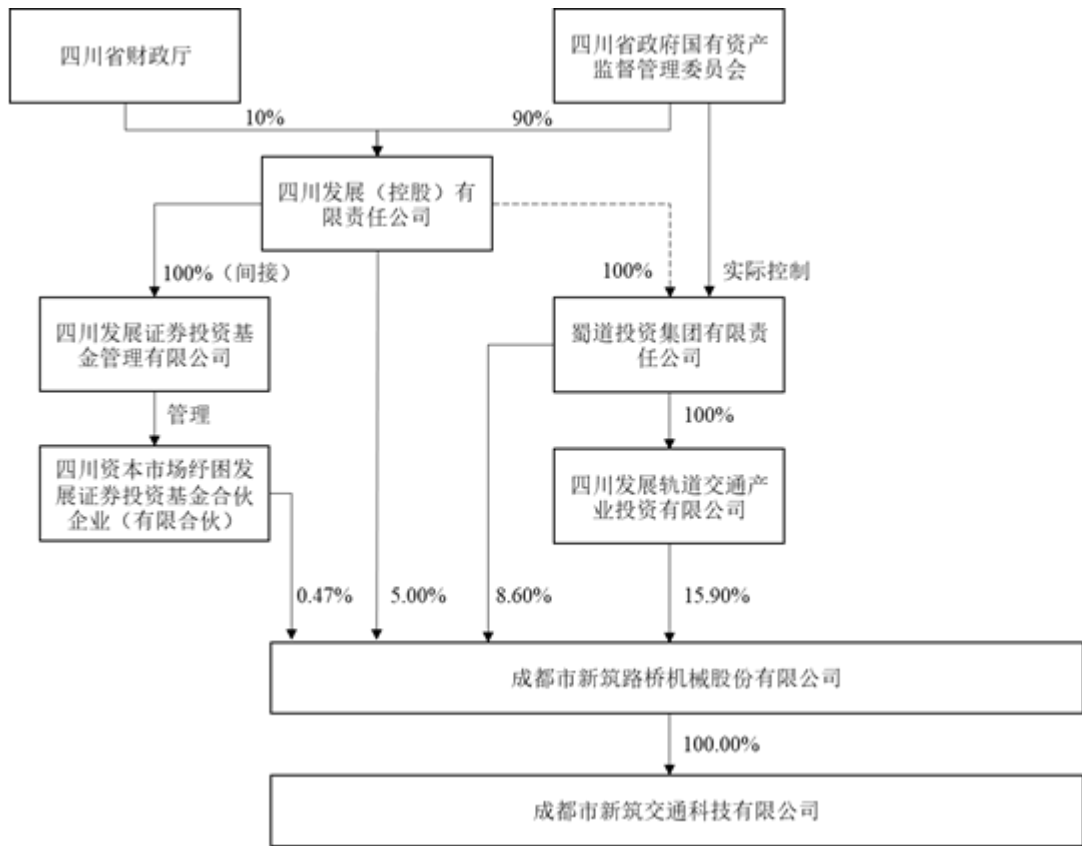 四川省财政厅
四川省政府国有资产
监督管理委员会
10%
90%
四川发展（控股）有
限责任公司
100%（间接）
100%
实际控制
四川发展证券投资基
金管理有限公司
蜀道投资集团有限责
任公司
管理
100%
四川资本市场纾困发
展证券投资基金合伙
企业（有限合伙）
四川发展轨道交通产
业投资有限公司
0.47%
5.00%
8.60%
15.90%
成都市新筑路桥机械股份有限公司
100.00%
成都市新筑交通科技有限公司